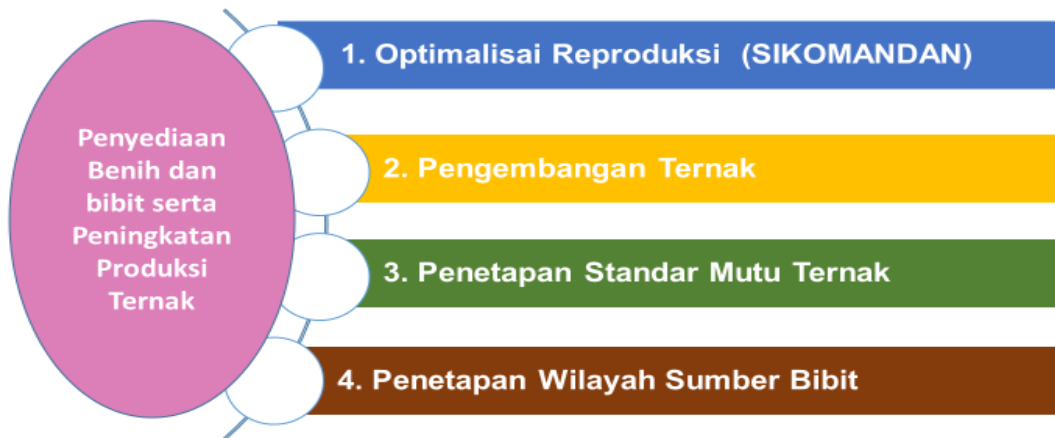 Penyediaan
Benih dan
bibit serta
Peningkatan
Produksi
Ternak
1. Optimalisai Reproduksi (SIKOMANDAN)
2. Pengembangan Ternak
3. Penetapan Standar Mutu Ternak
4. Penetapan Wilayah Sumber Bibit